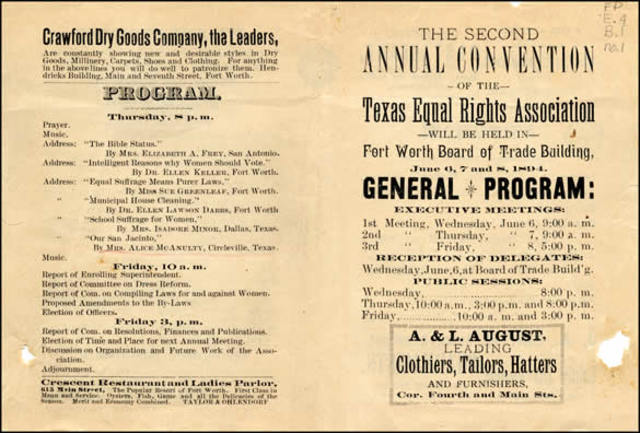 Crawford Dry Goods Company, the Leaders,
Are constantly showing new and desirable styles in Dry
Goods, Millinery, Carpets, Shoes and Clothing. For anything
in the above lines you will do well to patronize them. Hen-
dricks Building, Main and Seventh Street, Fort Worth.
PROGRAM.
Thursday, 8 p. m.
Prayer.
Music.
Address: "The Bible Status."
By MRS. ELIZABETH A. FREY, San Antonio.
Address: "Intelligent Reasons why Women Should Vote."
By DR. ELLEN KELLER, Fort Worth.
Address: "Equal Suffrage Means Purer Laws."
By MISS SUE GREENLEAF, Fort Worth.
" "Municipal House Cleaning."
By DR. ELLEN LAWSON DABBS, Fort Worth
" "School Suffrage for Women."
By MRS. ISADORE MINOR, Dallas, Texas.
" "Our San Jacinto,"
By MRS. ALICE MCANULTY, Circleville, Texas.
Music.
Friday, 10 a. m.
Report of Enrolling Superintendent.
Report of Committee on Dress Reform.
Report of Com. on Compiling Laws for and against Women.
Proposed Amendments to the By-Laws
Election of Officers.
Friday 3, p. m.
Report of Com. on Resolutions, Finances and Publications.
Election of Time and Place for next Annual Meeting.
Discussion on Organization and Future Work of the Asso-
ciation.
Adjournment.
Crescent Restaurant and Ladies Parlor,
615 Main Street, The Popular Resort of Fort Worth. First Class in
Menu and Service. Oysters, Fish, Game and all the Delicacies of the
Season. Merit and Economy Combined. TAYLOR & OHLENDORF
FP
E.4
B.1
no.1
THE SECOND
ANNUAL CONVENTION
- OF THE -
Texas Equal Rights Association
-WILL BE HELD IN-
Fort Worth Board of Trade Building,
June 6, 7 and 8, 1894.
GENERAL PROGRAM:
EXECUTIVE MEETINGS:
1st Meeting, Wednesday, June 6, 9:00 a. m.
2nd " Thursday, " 7, 9:00 a. m.
3rd " Friday, " 8, 5:00 p. m.
RECEPTION OF DELEGATES:
Wednesday, June, 6, at Board of Trade Build'g.
PUBLIC SESSIONS:
Wednesday, 8:00 p. m.
Thursday, 10:00 a. m., 3:00 p. m. and 8:00 p. m.
Friday, 10:00 a. m. and 3:00 p. m.
A. & L. AUGUST,
LEADING
Clothiers, Tailors, Hatters
AND FURNISHERS,
Cor. Fourth and Main Sts.